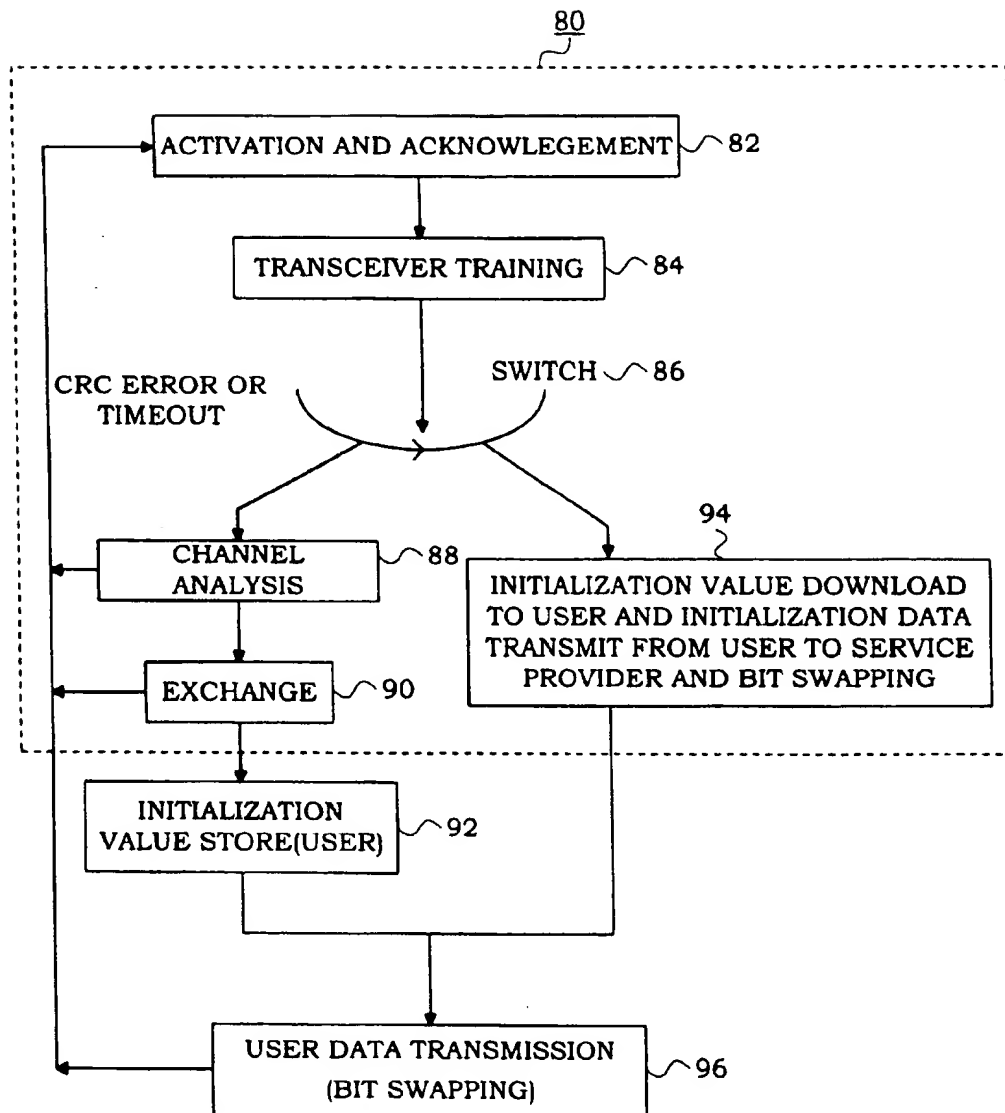 80
ACTIVATION AND ACKNOWLEGEMENT
82
TRANSCEIVER TRAINING
84
SWITCH
86
CRC ERROR OR
TIMEOUT
CHANNEL
ANALYSIS
88
94
INITIALIZATION VALUE DOWNLOAD
TO USER AND INITIALIZATION DATA
TRANSMIT FROM USER TO SERVICE
PROVIDER AND BIT SWAPPING
EXCHANGE
90
INITIALIZATION
VALUE STORE(USER)
92
USER DATA TRANSMISSION
(BIT SWAPPING)
96